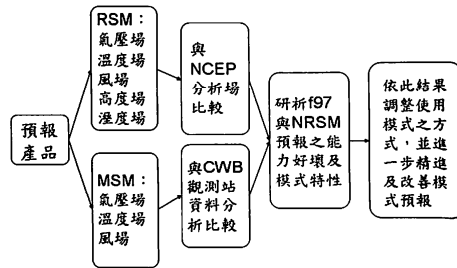 預報
產品
RSM：
氣壓場
溫度場
風場
高度場
溼度場
MSM：
氣壓場
溫度場
風場
與
NCEP
分析場
比較
與CWB
觀測站
資料分
析比較
研析f97
與NRSM
預報之能
力好壞及
模式特性
依此結果
調整使用
模式之方
式，並進
一步精進
及改善模
式預報